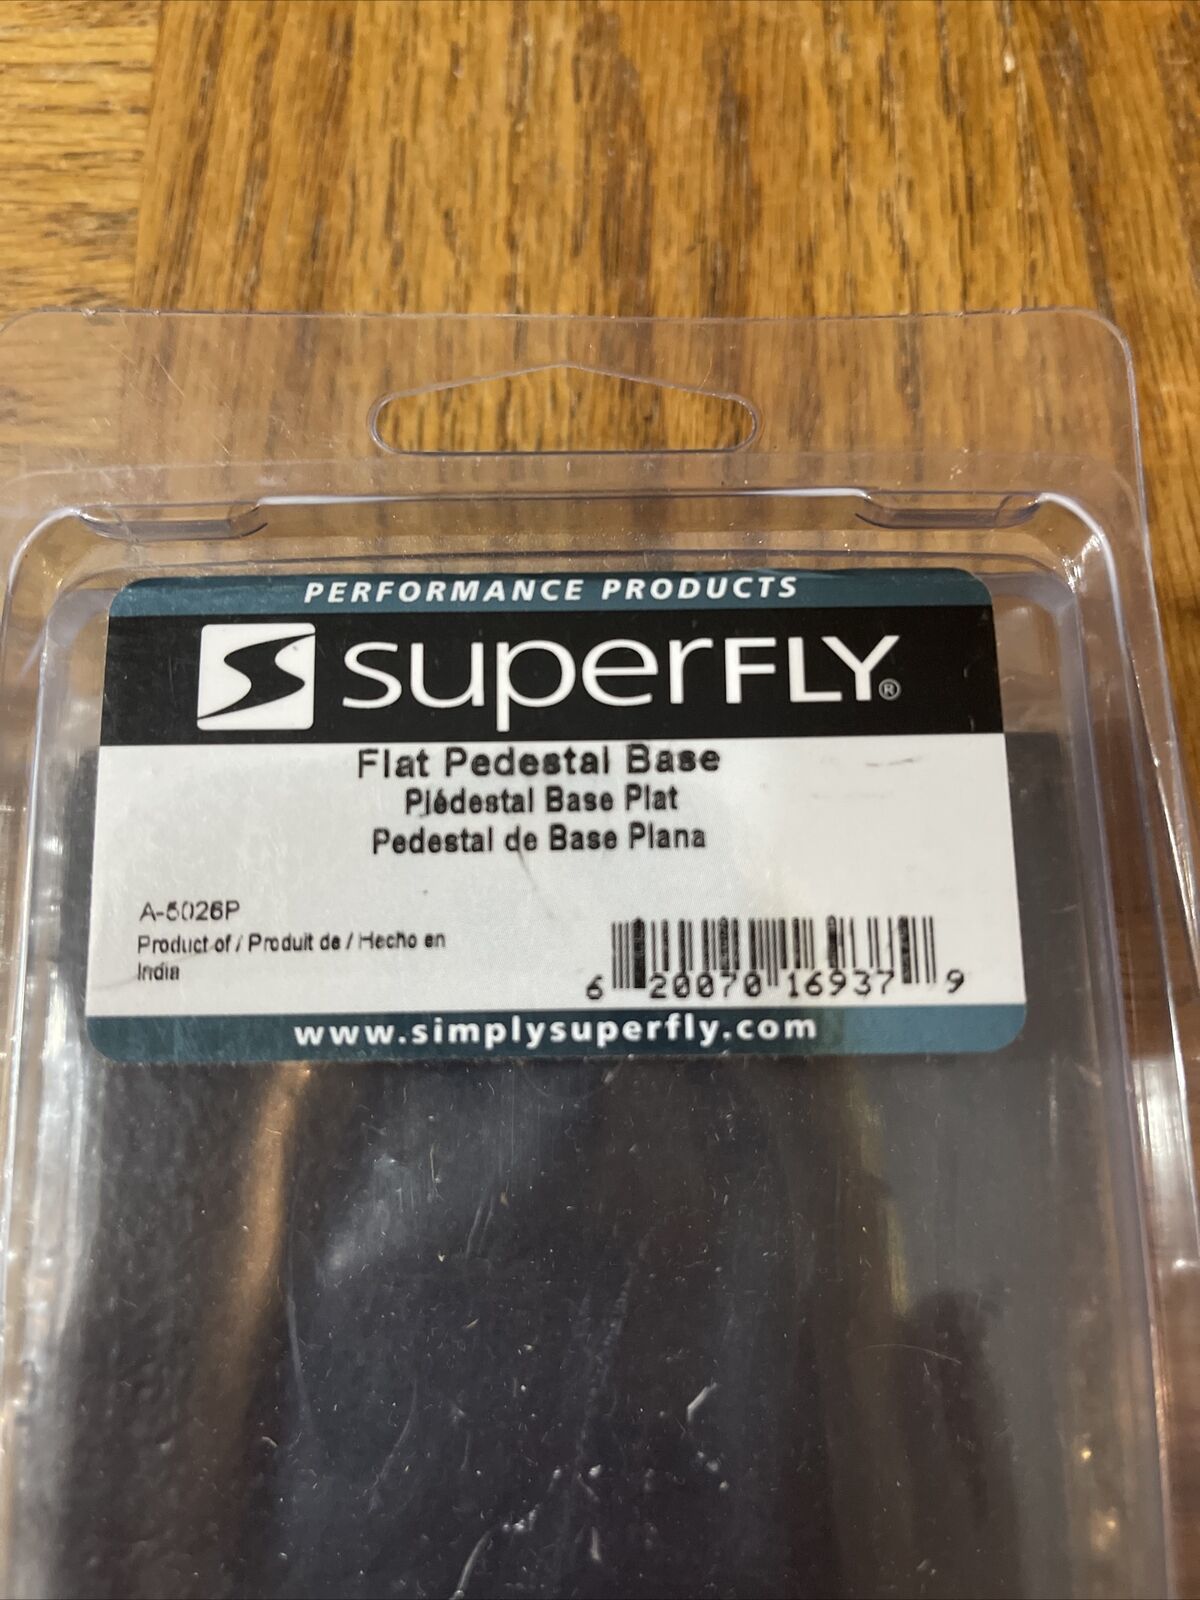 PERFORMANCE PRODUCTS
superFLY®
Flat Pedestal Base
Piédestal Base Plat
Pedestal de Base Plana
A-5026P
Product of / Produit de / Hecho en
India
6 20070 16937 9
www.simplysuperfly.com